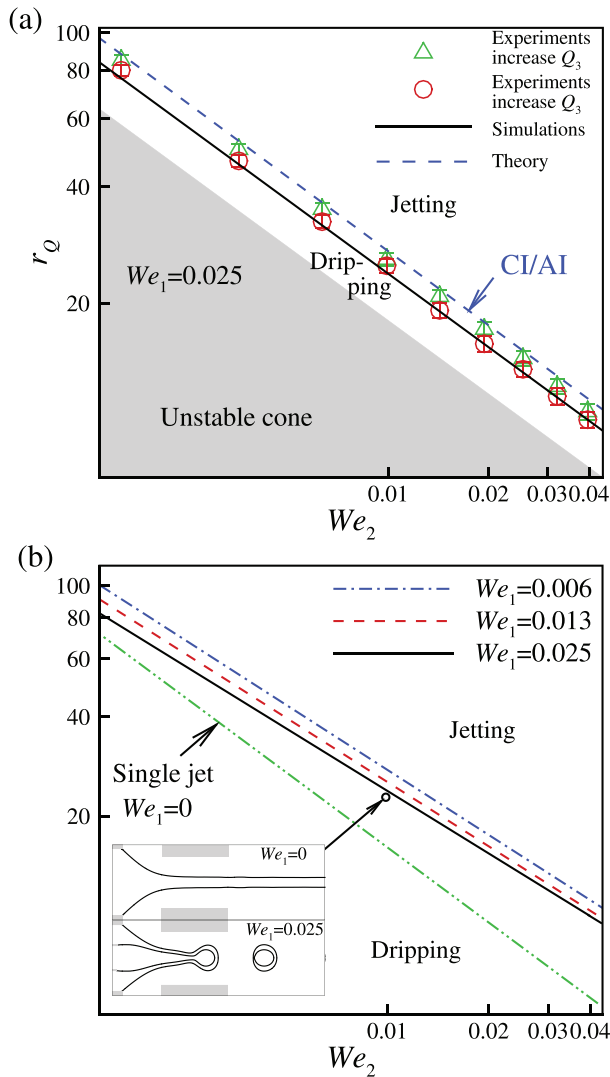 (a)
100
80
60
40
20
r_Q
Experiments
increase Q_3
Experiments
increase Q_3
Simulations
Theory
Jetting
Drip-
ping
CI/AI
We_1=0.025
Unstable cone
0.01
0.02
0.03
0.04
We_2
(b)
100
80
60
40
20
We_1=0.006
We_1=0.013
We_1=0.025
Jetting
Single jet
We_1=0
We_1=0
We_1=0.025
Dripping
0.01
0.02
0.03
0.04
We_2